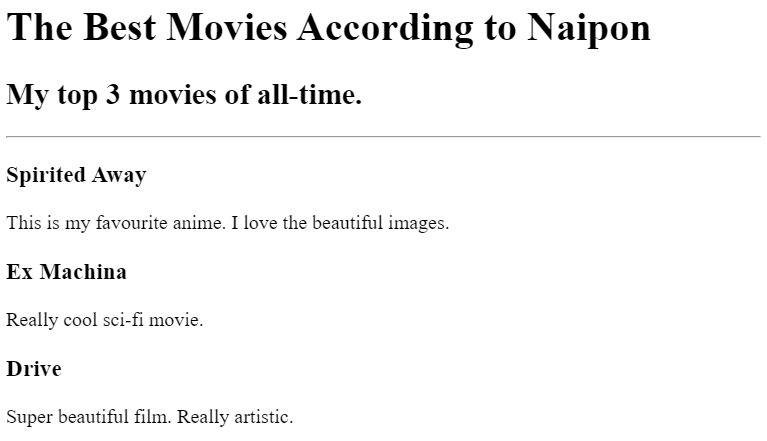 The Best Movies According to Naipon
My top 3 movies of all-time.
Spirited Away
This is my favourite anime. I love the beautiful images.
Ex Machina
Really cool sci-fi movie.
Drive
Super beautiful film. Really artistic.